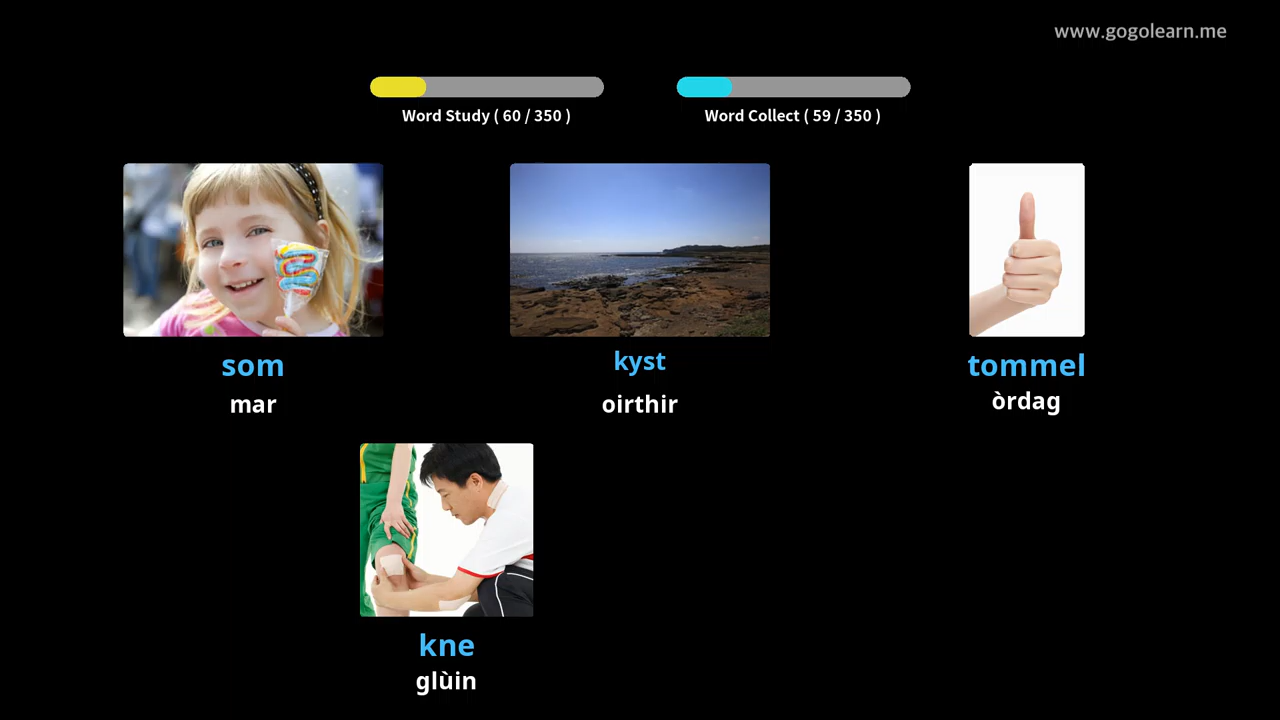 www.gogolearn.me
Word Study ( 60 / 350 )
Word Collect ( 59 / 350 )
som
mar
kyst
oirthir
tommel
òrdag
kne
glùin